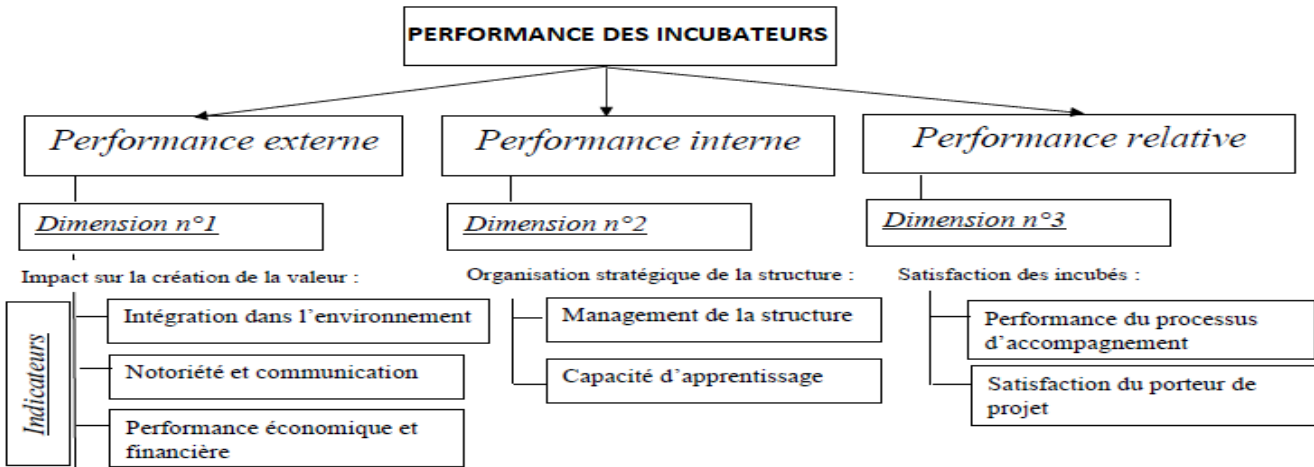 PERFORMANCE DES INCUBATEURS
Performance externe
Performance interne
Performance relative
Dimension n°1
Dimension n°2
Dimension n°3
Impact sur la création de la valeur :
Organisation stratégique de la structure :
Satisfaction des incubés :
Indicateurs
Intégration dans l’environnement
Notoriété et communication
Performance économique et
financière
Management de la structure
Capacité d’apprentissage
Performance du processus
d’accompagnement
Satisfaction du porteur de
projet